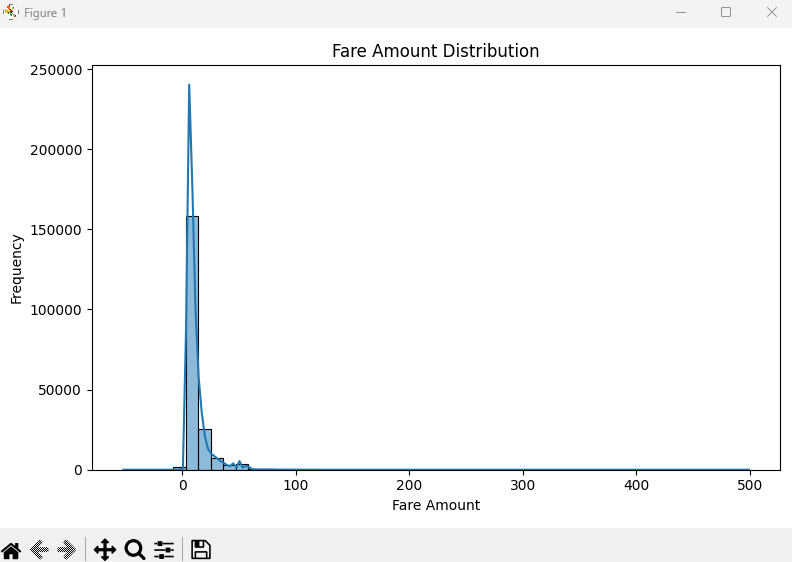 Figure 1
Fare Amount Distribution
250000
200000
150000
100000
50000
0
Frequency
0 100 200 300 400 500
Fare Amount